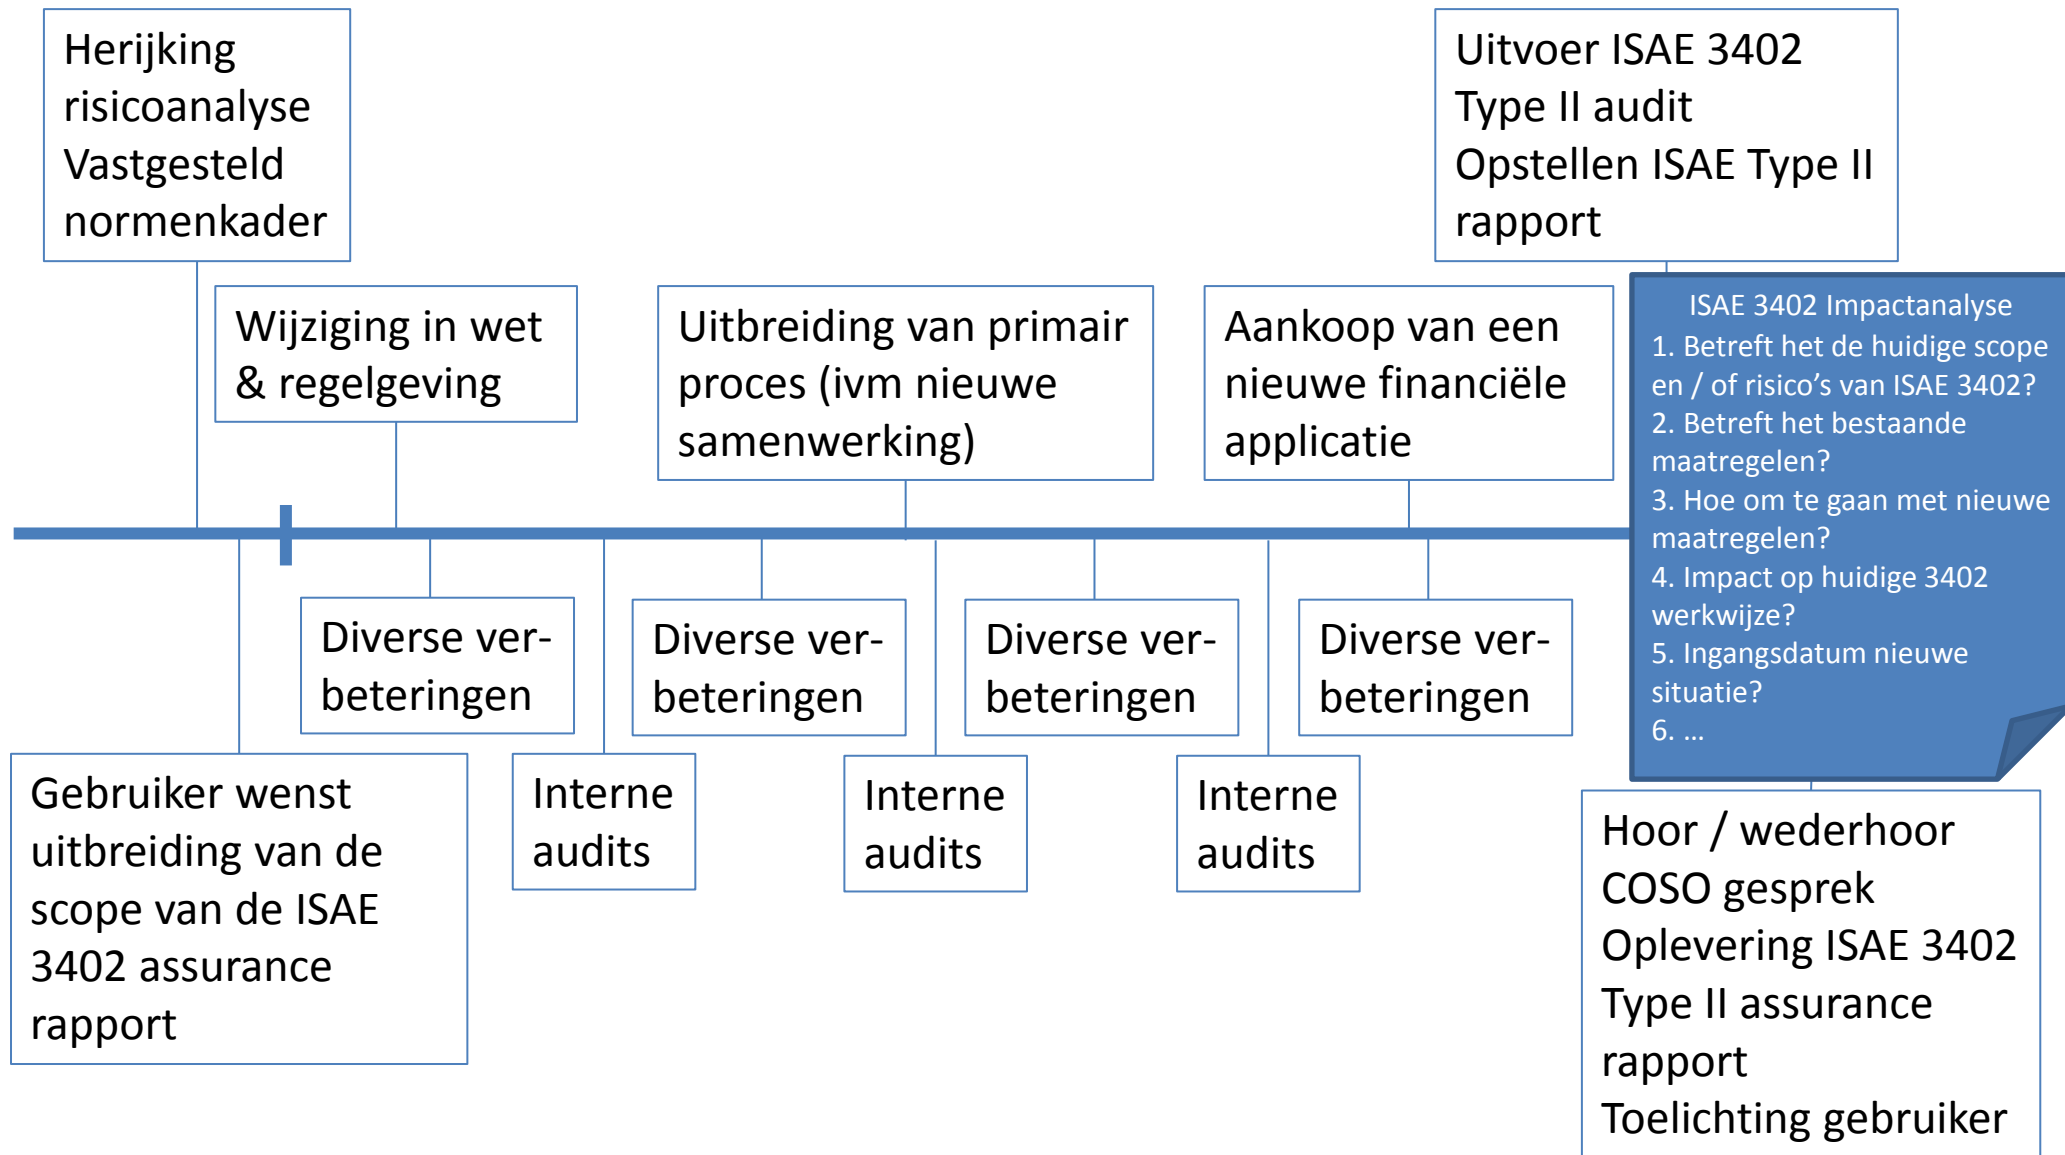 Herijking
risicoanalyse
Vastgesteld
normenkader
Uitvoer ISAE 3402
Type II audit
Opstellen ISAE Type II
rapport
Wijziging in wet
& regelgeving
Uitbreiding van primair
proces (ivm nieuwe
samenwerking)
Aankoop van een
nieuwe financiële
applicatie
ISAE 3402 Impactanalyse
1. Betreft het de huidige scope
en / of risico’s van ISAE 3402?
2. Betreft het bestaande
maatregelen?
3. Hoe om te gaan met nieuwe
maatregelen?
4. Impact op huidige 3402
werkwijze?
5. Ingangsdatum nieuwe
situatie?
6. …
Diverse ver-
beteringen
Diverse ver-
beteringen
Diverse ver-
beteringen
Diverse ver-
beteringen
Gebruiker wenst
uitbreiding van de
scope van de ISAE
3402 assurance
rapport
Interne
audits
Interne
audits
Interne
audits
Hoor / wederhoor
COSO gesprek
Oplevering ISAE 3402
Type II assurance
rapport
Toelichting gebruiker